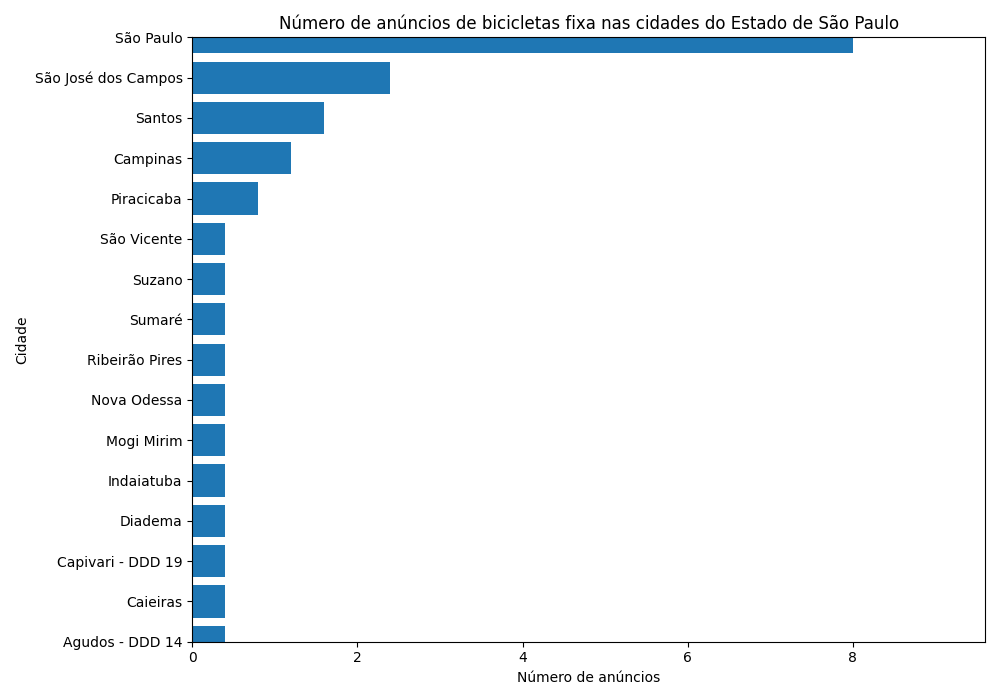 Número de anúncios de bicicletas fixa nas cidades do Estado de São Paulo
São Paulo
São José dos Campos
Santos
Campinas
Piracicaba
São Vicente
Suzano
Sumaré
Ribeirão Pires
Nova Odessa
Mogi Mirim
Indaiatuba
Diadema
Capivari - DDD 19
Caieiras
Agudos - DDD 14
Cidade
0 2 4 6 8
Número de anúncios